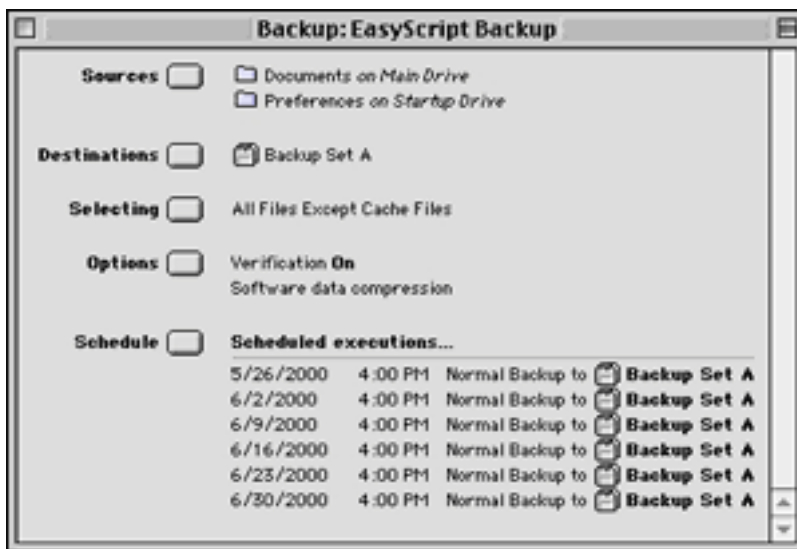 Backup: EasyScript Backup
Sources Documents on Main Drive
Preferences on Startup Drive
Destinations Backup Set A
Selecting All Files Except Cache Files
Options Verification On
Software data compression
Schedule Scheduled executions...
5/26/2000 4:00 PM Normal Backup to Backup Set A
6/2/2000 4:00 PM Normal Backup to Backup Set A
6/9/2000 4:00 PM Normal Backup to Backup Set A
6/16/2000 4:00 PM Normal Backup to Backup Set A
6/23/2000 4:00 PM Normal Backup to Backup Set A
6/30/2000 4:00 PM Normal Backup to Backup Set A